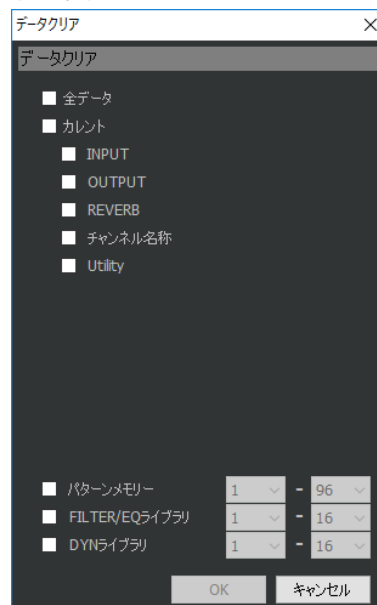 データクリア
データクリア
全データ
カレント
INPUT
OUTPUT
REVERB
チャンネル名称
Utility
パターンメモリー 1 - 96
FILTER/EQライブラリ 1 - 16
DYNライブラリ 1 - 16
OK キャンセル